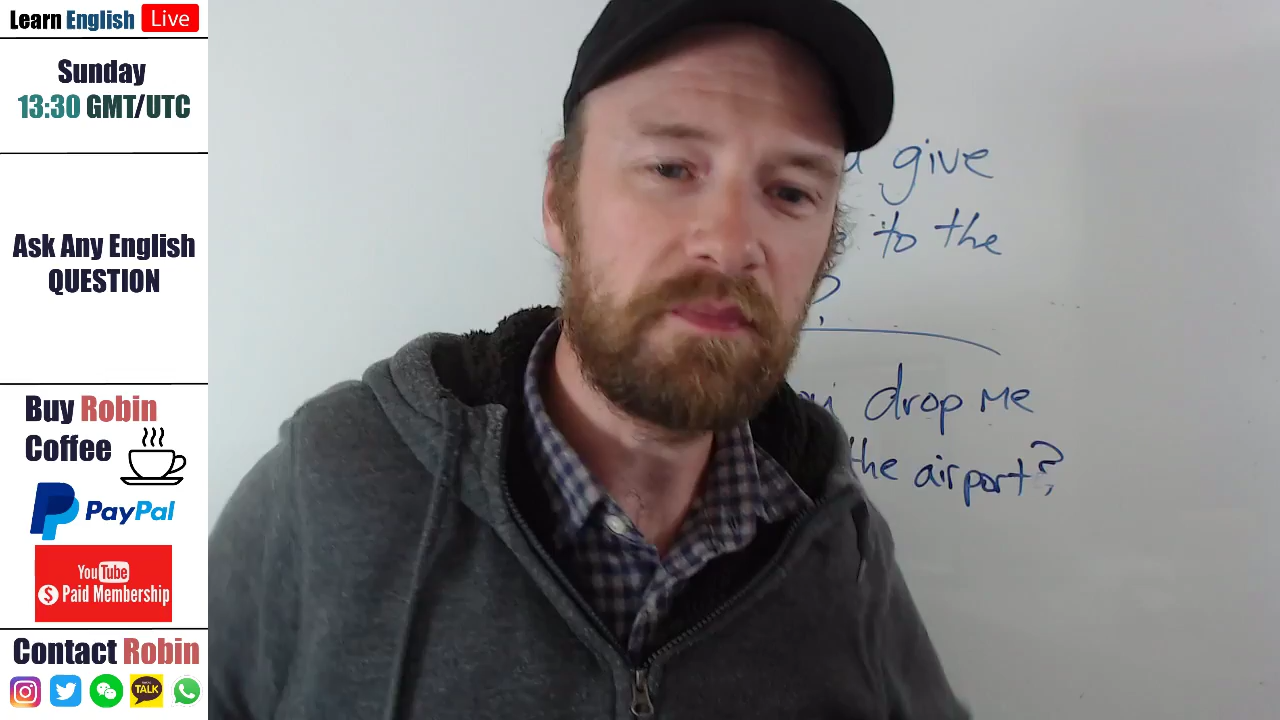 Learn English Live
Sunday
13:30 GMT/UTC
Ask Any English
QUESTION
Buy Robin
Coffee
PayPal
YouTube
$ Paid Membership
Contact Robin
TALK
give
to the
?
drop me
the airport?